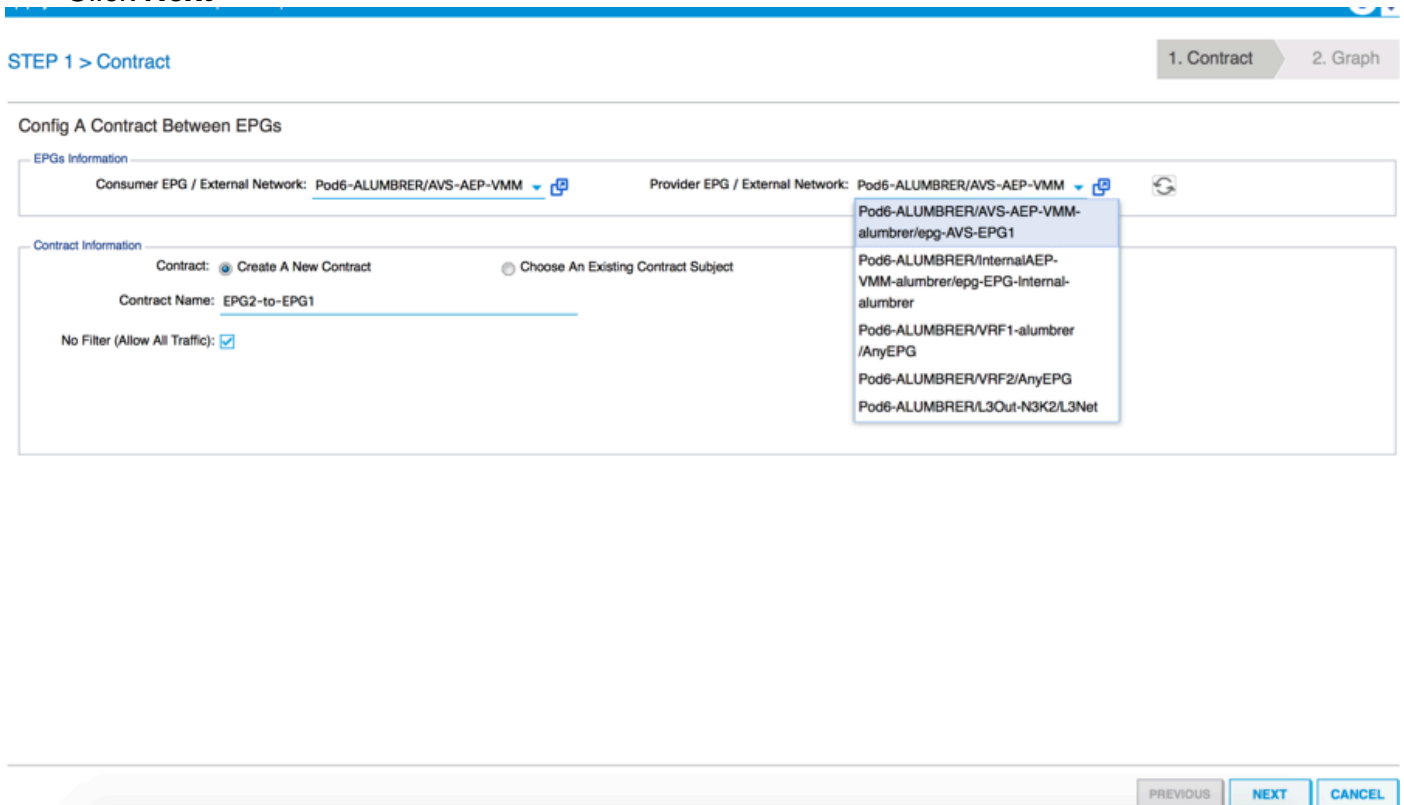 STEP 1 > Contract
1. Contract
2. Graph
Config A Contract Between EPGs
EPGs Information
Consumer EPG / External Network: Pod6-ALUMBRER/AVS-AEP-VMM
Provider EPG / External Network: Pod6-ALUMBRER/AVS-AEP-VMM
Pod6-ALUMBRER/AVS-AEP-VMM-
alumbrer/epg-AVS-EPG1
Pod6-ALUMBRER/InternalAEP-
VMM-alumbrer/epg-EPG-Internal-
alumbrer
Pod6-ALUMBRER/VRF1-alumbrer
/AnyEPG
Pod6-ALUMBRER/VRF2/AnyEPG
Pod6-ALUMBRER/L3Out-N3K2/L3Net
Contract Information
Contract: Create A New Contract
Choose An Existing Contract Subject
Contract Name: EPG2-to-EPG1
No Filter (Allow All Traffic):
PREVIOUS
NEXT
CANCEL